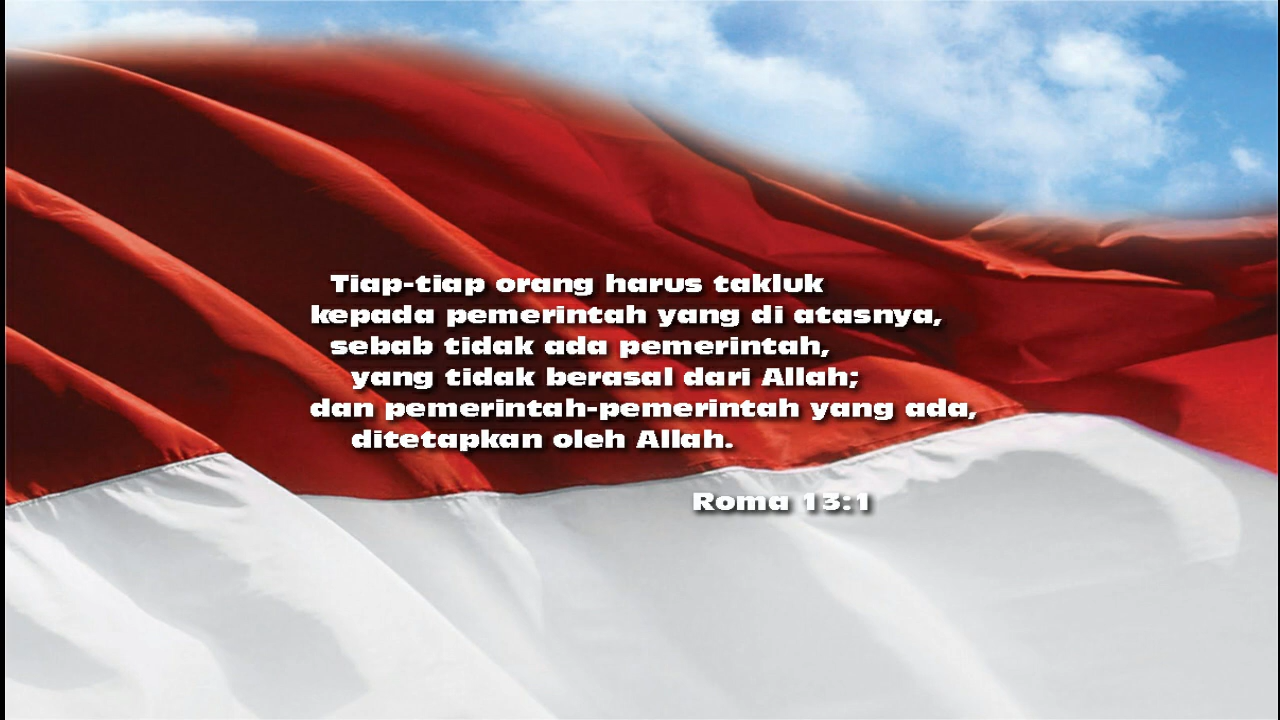 Tiap-tiap orang harus takluk
kepada pemerintah yang di atasnya,
sebab tidak ada pemerintah,
yang tidak berasal dari Allah;
dan pemerintah-pemerintah yang ada,
ditetapkan oleh Allah.
Roma 13:1